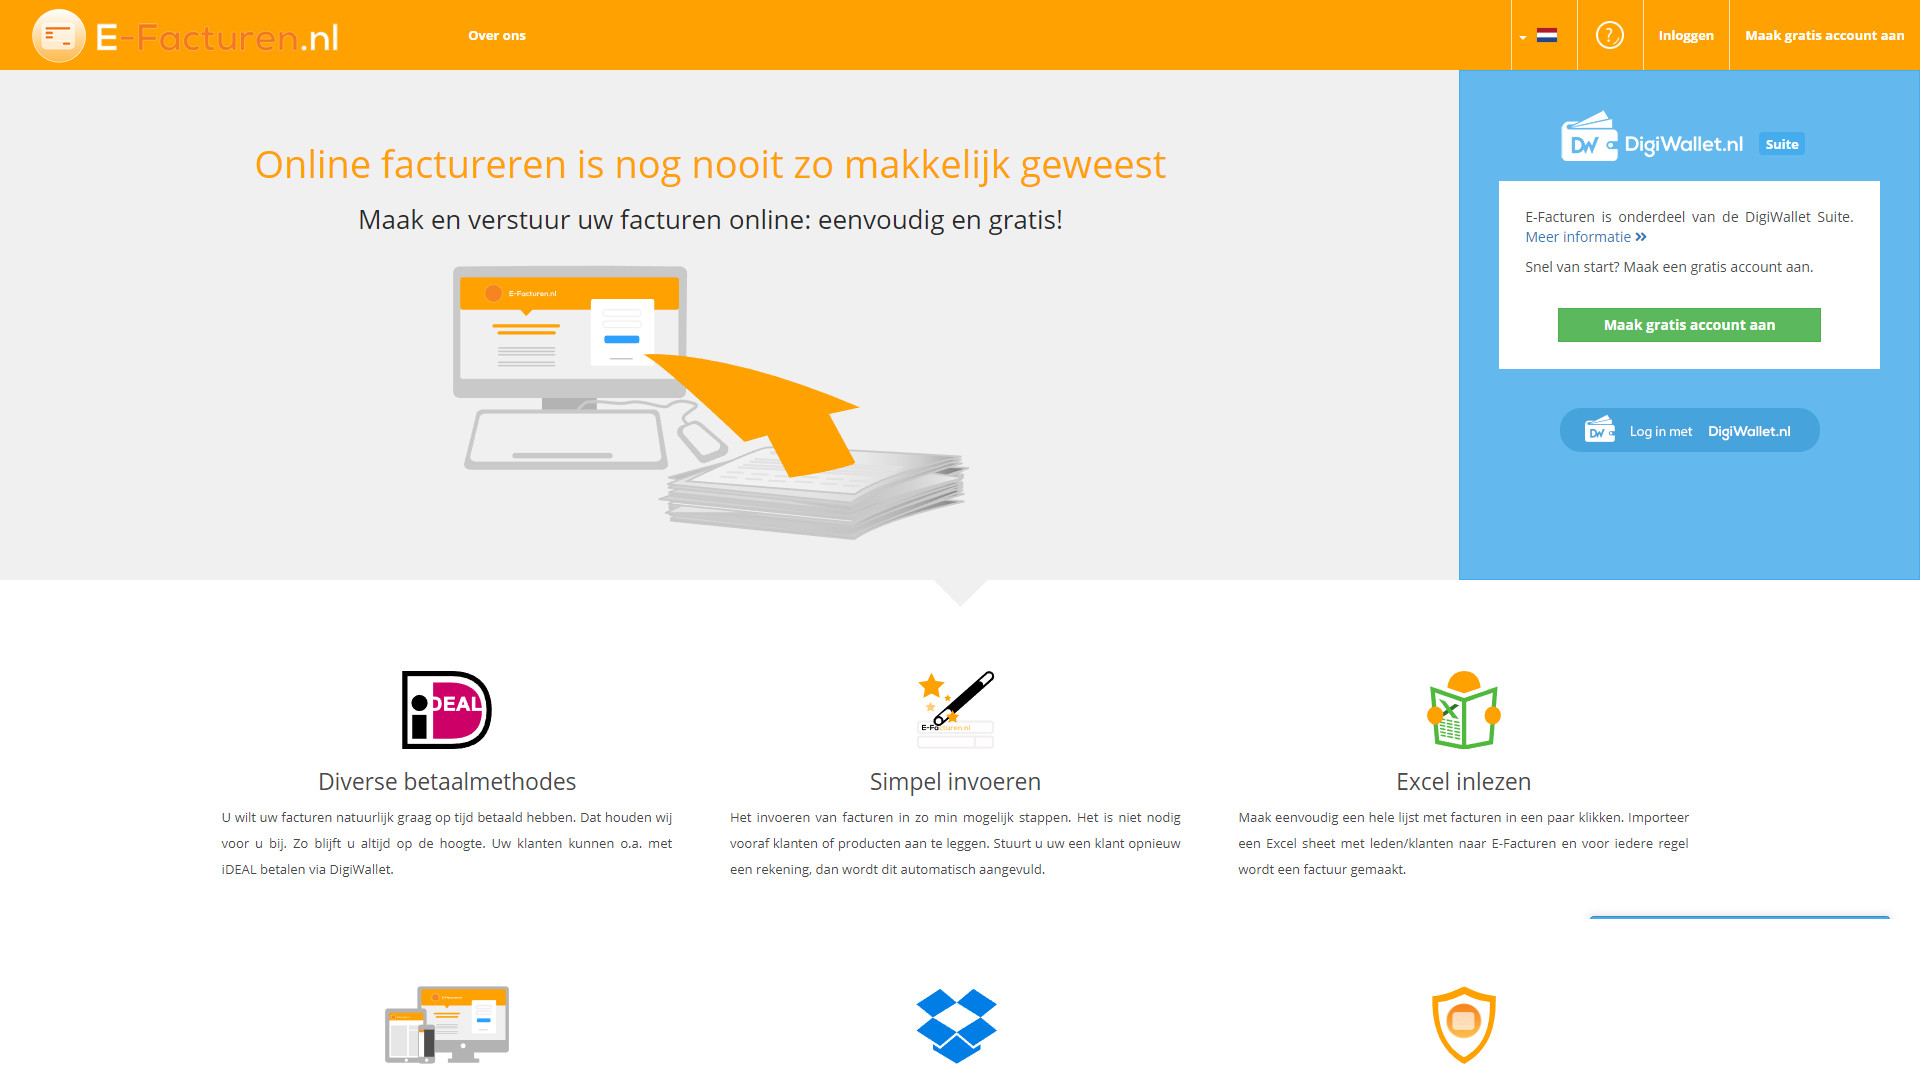 E-Facturen.nl
Over ons
?
Inloggen
Maak gratis account aan
Online factureren is nog nooit zo makkelijk geweest
Maak en verstuur uw facturen online: eenvoudig en gratis!
E-Facturen.nl
DW DigiWallet.nl Suite
E-Facturen is onderdeel van de DigiWallet Suite.
Meer informatie
Snel van start? Maak een gratis account aan.
Maak gratis account aan
DW Log in met DigiWallet.nl
iDEAL
E-Facturen.nl
Diverse betaalmethodes
U wilt uw facturen natuurlijk graag op tijd betaald hebben. Dat houden wij
voor u bij. Zo blijft u altijd op de hoogte. Uw klanten kunnen o.a. met
iDEAL betalen via DigiWallet.
Simpel invoeren
Het invoeren van facturen in zo min mogelijk stappen. Het is niet nodig
vooraf klanten of producten aan te leggen. Stuurt u uw een klant opnieuw
een rekening, dan wordt dit automatisch aangevuld.
Excel inlezen
Maak eenvoudig een hele lijst met facturen in een paar klikken. Importeer
een Excel sheet met leden/klanten naar E-Facturen en voor iedere regel
wordt een factuur gemaakt.